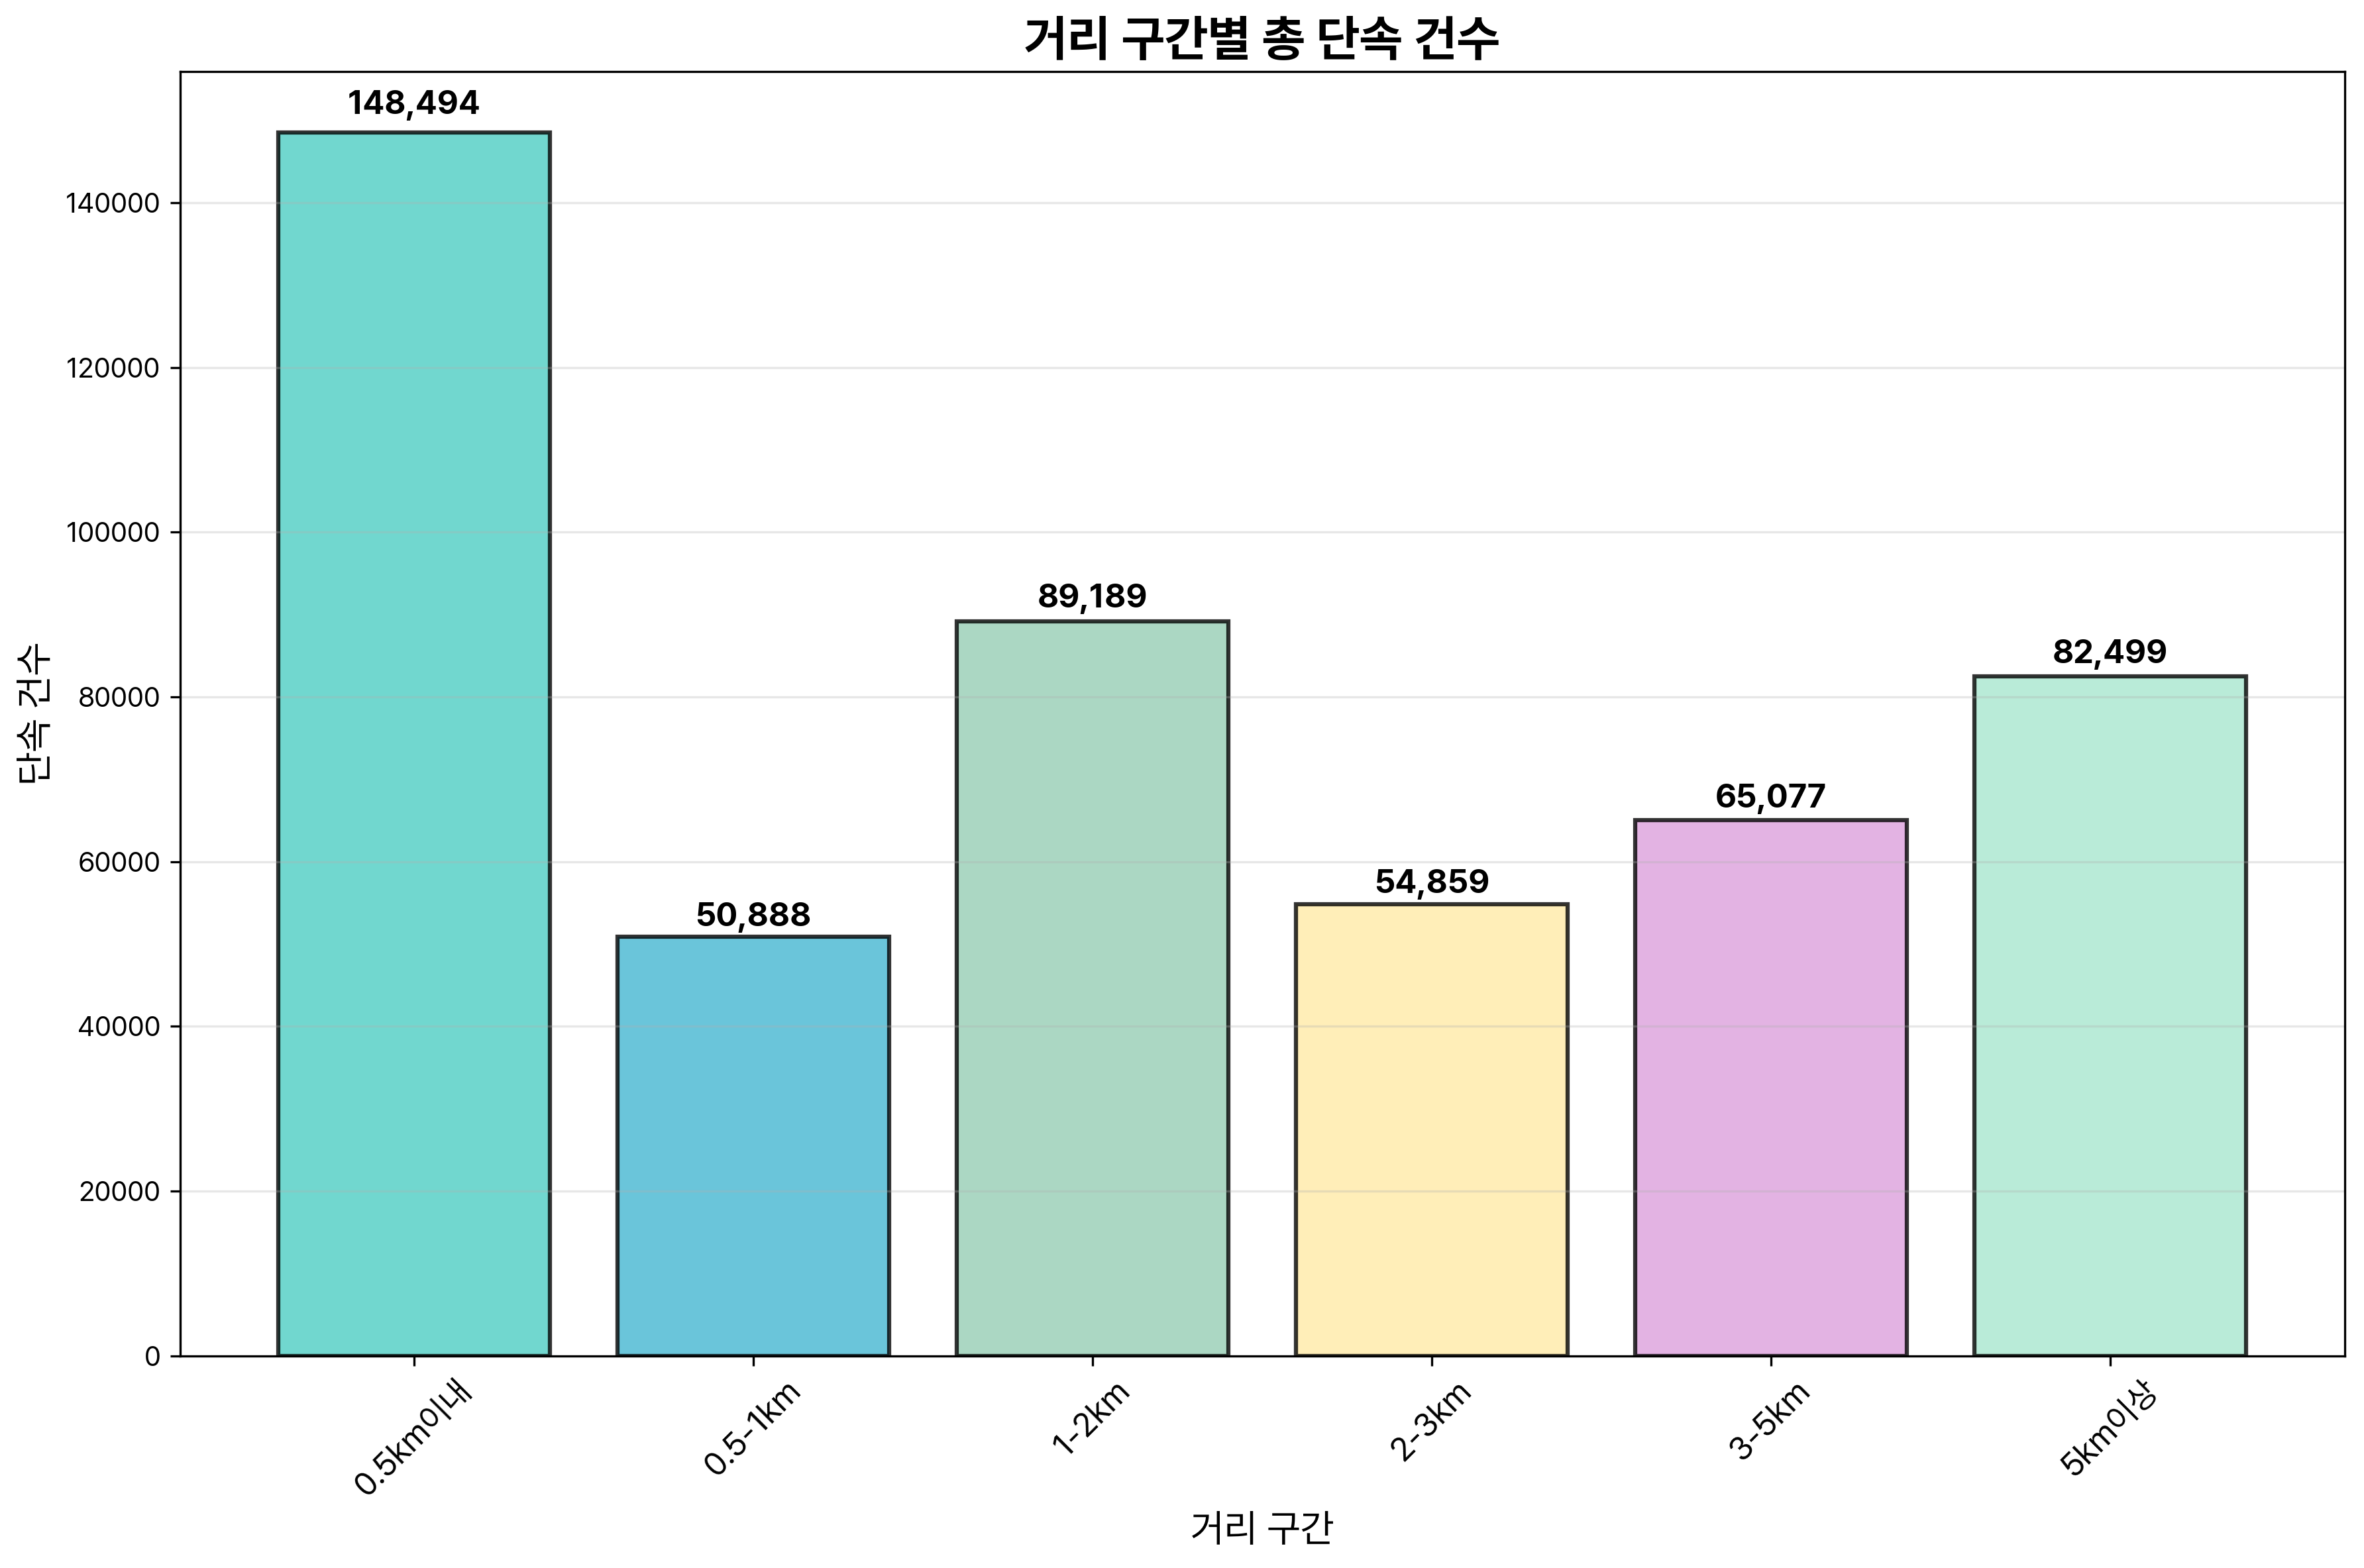 거리 구간별 총 단속 건수
148,494
50,888
89,189
54,859
65,077
82,499
단속 건수
140000
120000
100000
80000
60000
40000
20000
0
0.5km이내
0.5-1km
1-2km
2-3km
3-5km
5km이상
거리 구간